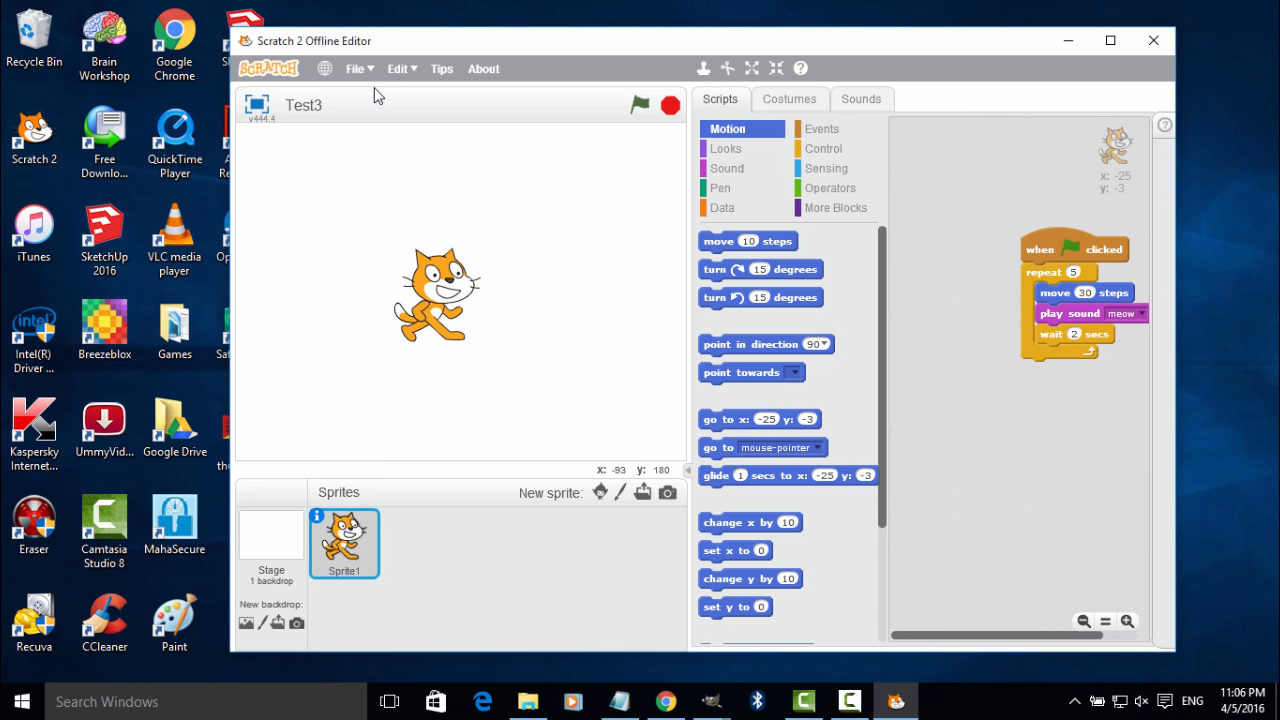 Recycle Bin
Brain Workshop
Google Chrome
Scratch 2
Free Downlo...
QuickTime Player
iTunes
SketchUp 2016
VLC media player
Intel(R) Driver ...
Breezeblox
Games
Kaspersky Internet...
UmmyVid...
Google Drive
Eraser
Camtasia Studio 8
MahaSecure
Recuva
CCleaner
Paint
Scratch 2 Offline Editor
SCRATCH
File
Edit
Tips
About
Test3
v444.4
Scripts
Costumes
Sounds
Motion
Events
Looks
Control
Sound
Sensing
Pen
Operators
Data
More Blocks
move 10 steps
turn 15 degrees
turn 15 degrees
point in direction 90
point towards
go to x: -25 y: -3
go to mouse-pointer
glide 1 secs to x: -25 y: -3
change x by 10
set x to 0
change y by 10
set y to 0
x: -25
y: -3
when clicked
repeat 5
move 30 steps
play sound meow
wait 2 secs
x: -93 y: 180
Sprites
New sprite:
Sprite1
Stage
1 backdrop
New backdrop:
Search Windows
ENG
11:06 PM
4/5/2016